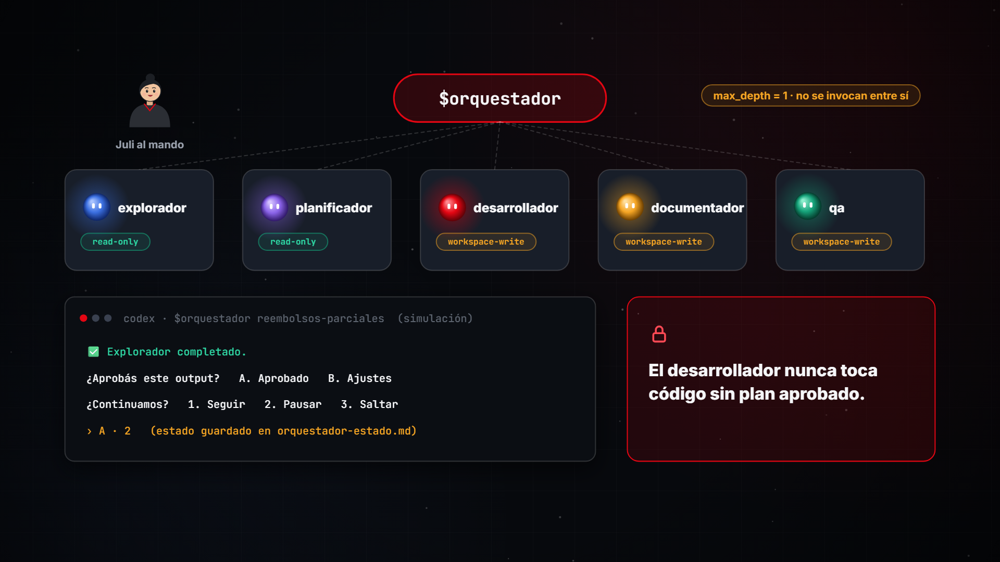 $orquestador
max_depth = 1 · no se invocan entre sí
Juli al mando
explorador
read-only
planificador
read-only
desarrollador
workspace-write
documentador
workspace-write
qa
workspace-write
codex · $orquestador reembolsos-parciales (simulación)
✅ Explorador completado.
¿Aprobás este output? A. Aprobado B. Ajustes
¿Continuamos? 1. Seguir 2. Pausar 3. Saltar
› A · 2 (estado guardado en orquestador-estado.md)
El desarrollador nunca toca
código sin plan aprobado.